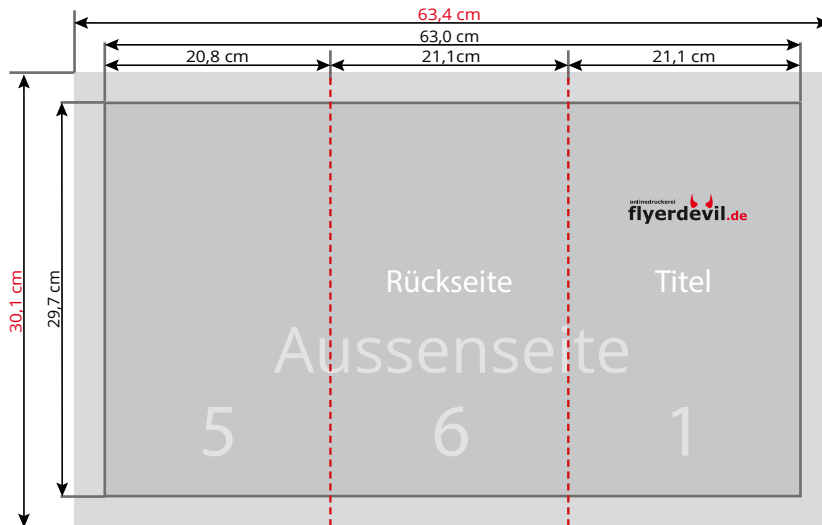 63,4 cm
63,0 cm
20,8 cm
21,1cm
21,1 cm
30,1 cm
29,7 cm
onlinedruckerei
flyerdevil.de
Rückseite
Titel
Aussenseite
5
6
1